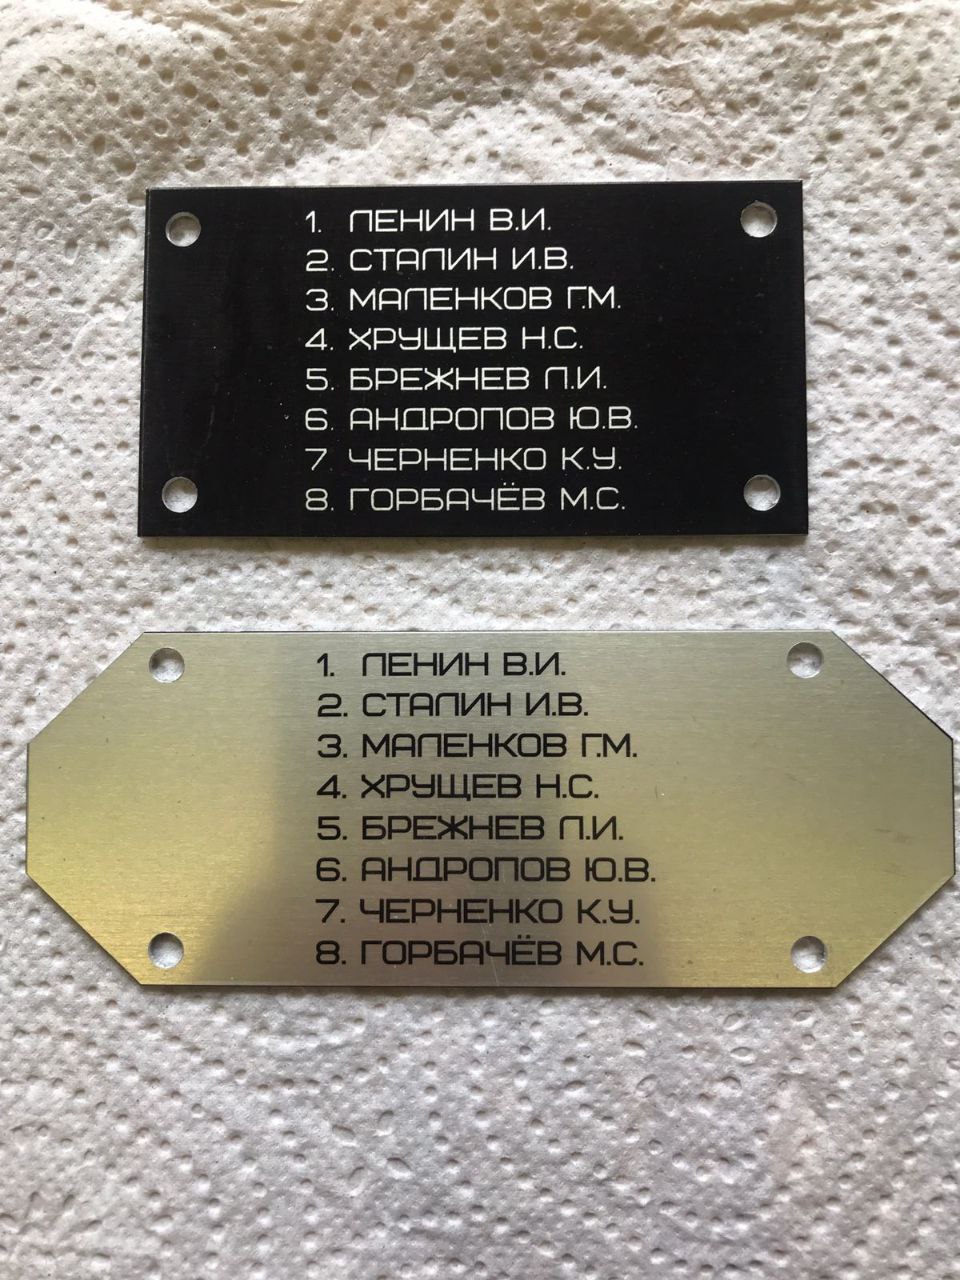 1. ЛЕНИН В.И.
2. СТАЛИН И.В.
3. МАЛЕНКОВ Г.М.
4. ХРУЩЕВ Н.С.
5. БРЕЖНЕВ Л.И.
6. АНДРОПОВ Ю.В.
7. ЧЕРНЕНКО К.У.
8. ГОРБАЧЁВ М.С.
1. ЛЕНИН В.И.
2. СТАЛИН И.В.
3. МАЛЕНКОВ Г.М.
4. ХРУЩЕВ Н.С.
5. БРЕЖНЕВ Л.И.
6. АНДРОПОВ Ю.В.
7. ЧЕРНЕНКО К.У.
8. ГОРБАЧЁВ М.С.